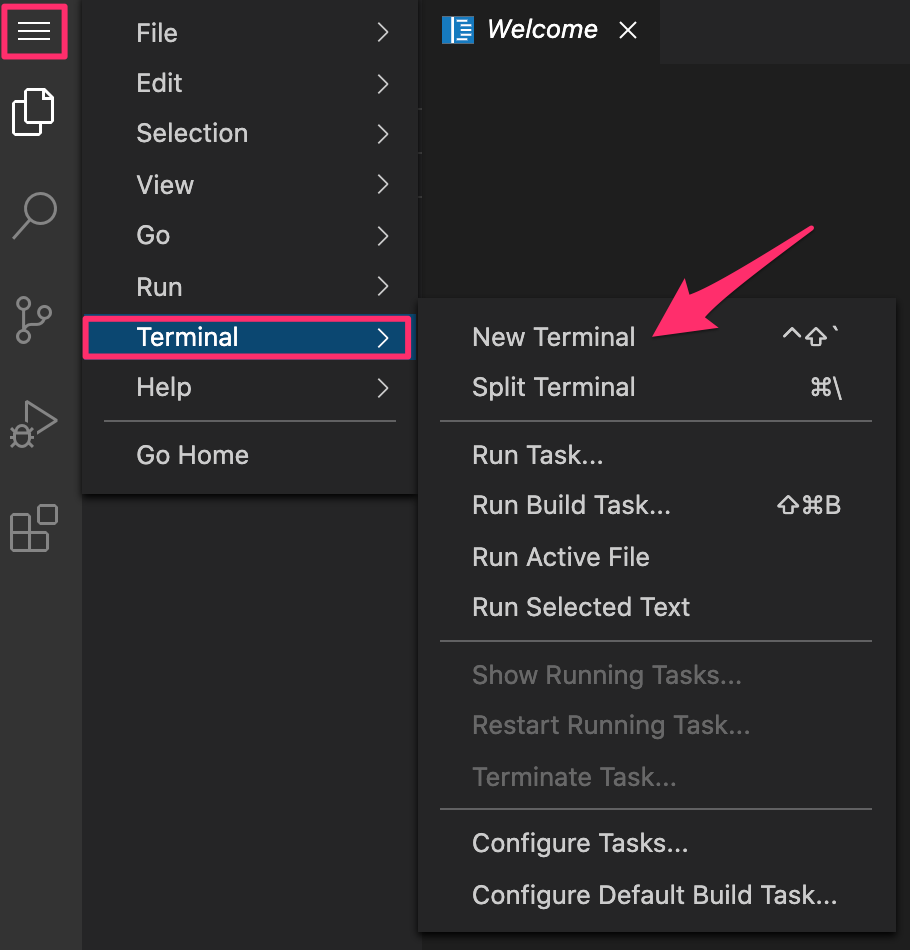 Welcome
File
Edit
Selection
View
Go
Run
Terminal
Help
Go Home
New Terminal ⌃⇧`
Split Terminal ⌘\
Run Task...
Run Build Task... ⇧⌘B
Run Active File
Run Selected Text
Show Running Tasks...
Restart Running Task...
Terminate Task...
Configure Tasks...
Configure Default Build Task...